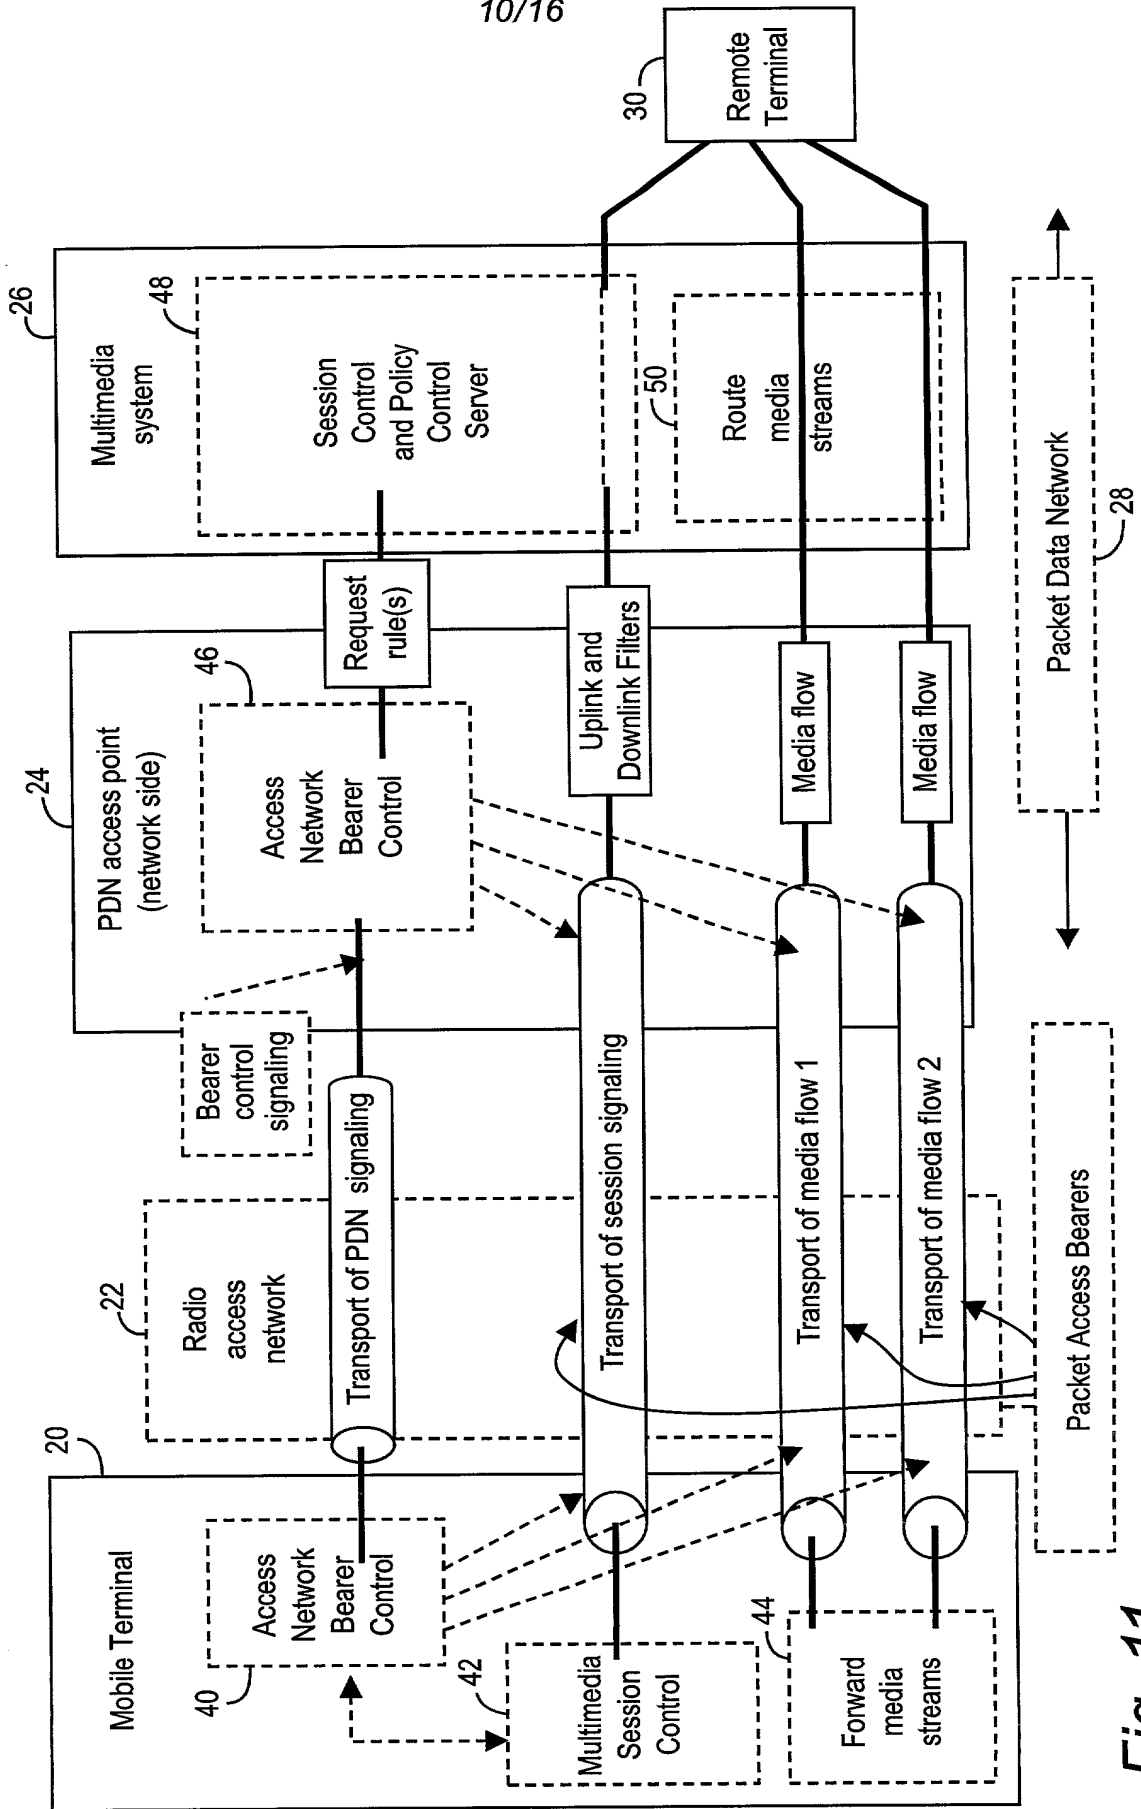 10/16
Mobile Terminal
20
40
Access
Network
Bearer
Control
42
Multimedia
Session
Control
44
Forward
media
streams
22
Radio
access
network
Transport of PDN signaling
Bearer
control
signaling
Transport of session signaling
Transport of media flow 1
Transport of media flow 2
Packet Access Bearers
24
PDN access point
(network side)
46
Access
Network
Bearer
Control
Request
rule(s)
Uplink and
Downlink Filters
Media flow
Media flow
26
Multimedia
system
48
Session
Control
and Policy
Control
Server
50
Route
media
streams
Packet Data Network
28
30
Remote
Terminal
Fig. 11